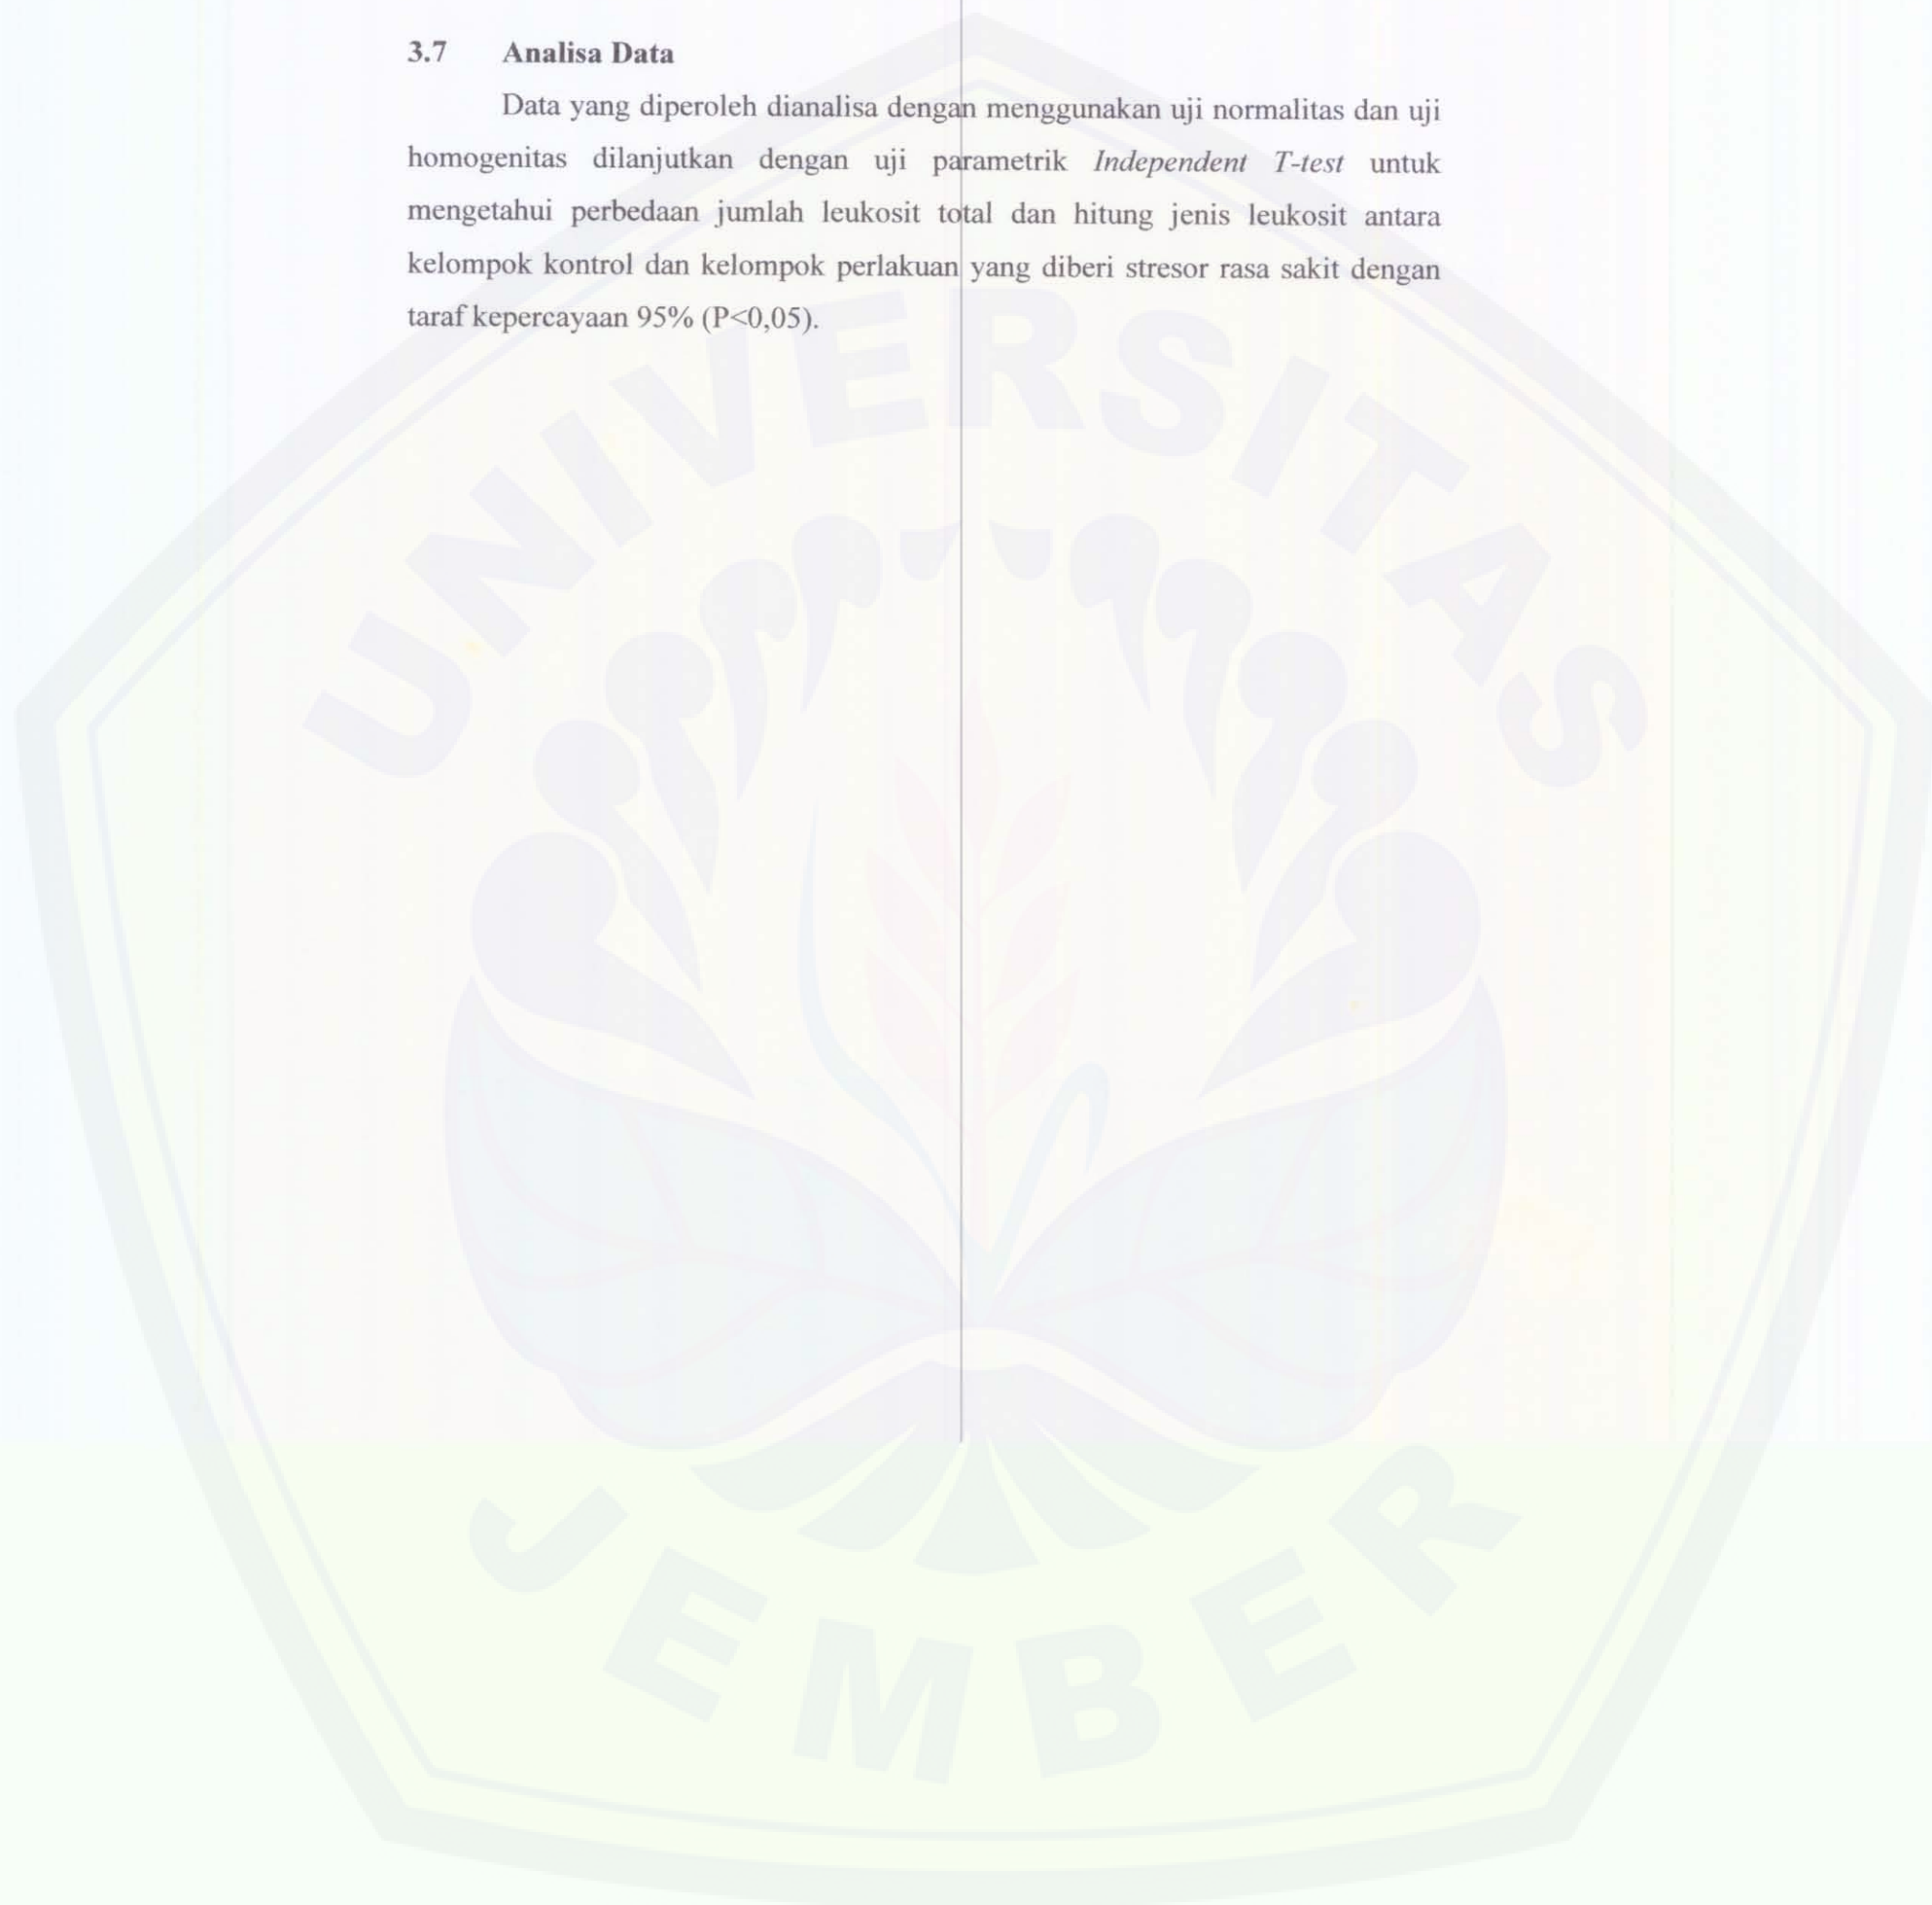 3.7 Analisa Data
Data yang diperoleh dianalisa dengan menggunakan uji normalitas dan uji
homogenitas dilanjutkan dengan uji parametrik Independent T-test untuk
mengetahui perbedaan jumlah leukosit total dan hitung jenis leukosit antara
kelompok kontrol dan kelompok perlakuan yang diberi stresor rasa sakit dengan
taraf kepercayaan 95% (P<0,05).
UNIVERSITAS
JEMBER